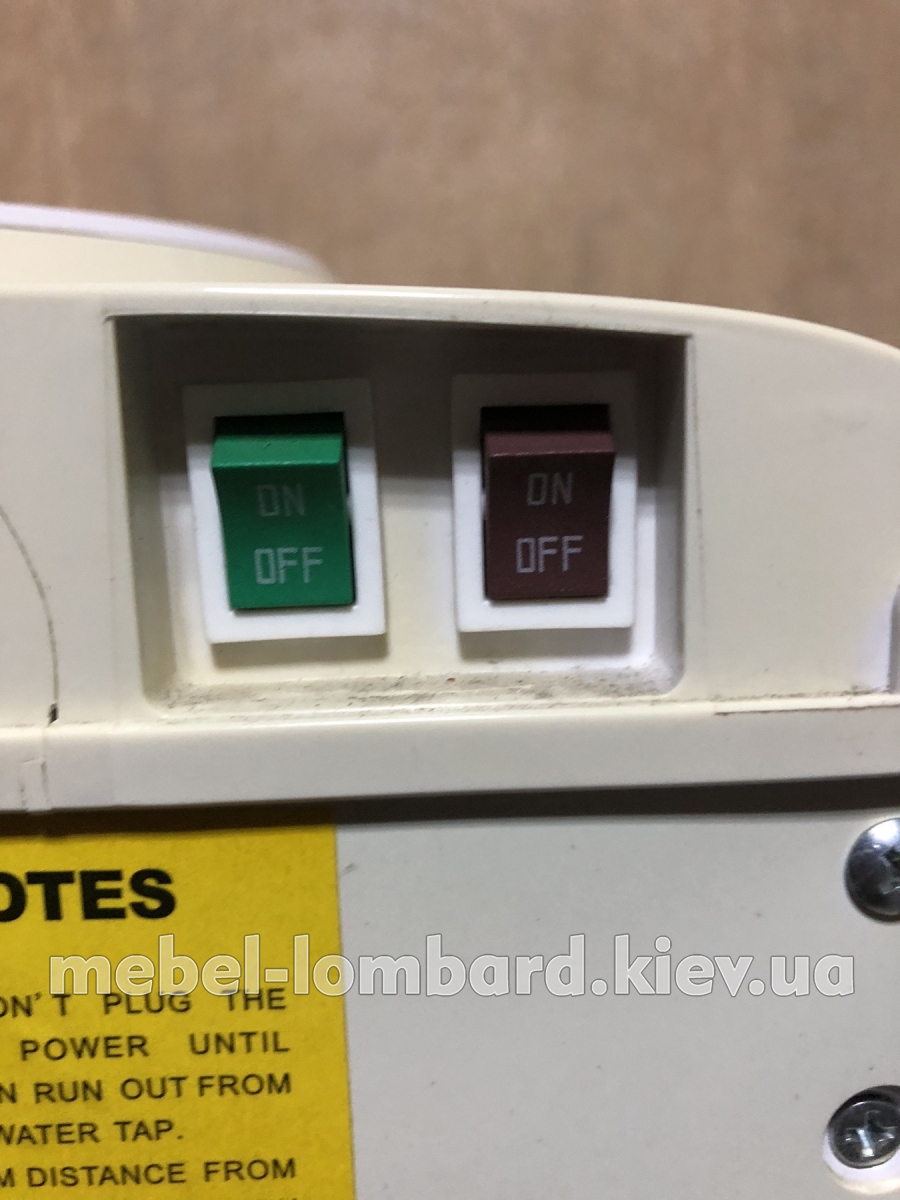 ON ON
OFF OFF
OTES
mebel-lombard.kiev.ua
ON'T PLUG THE
POWER UNTIL
N RUN OUT FROM
WATER TAP.
M DISTANCE FROM